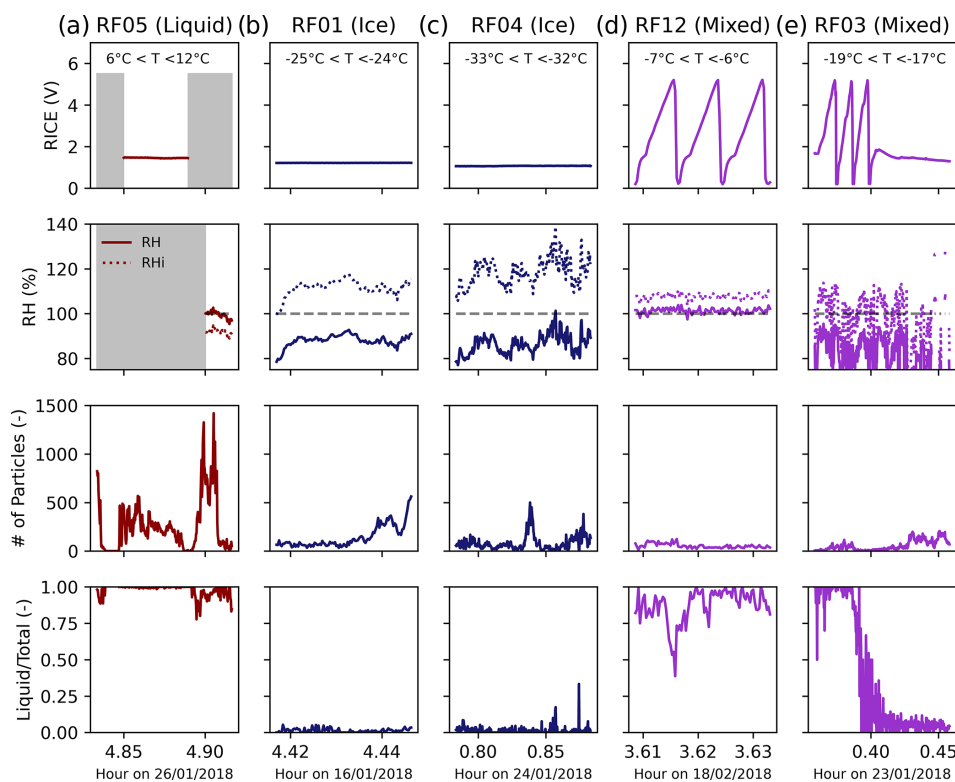 (a) RF05 (Liquid)
(b) RF01 (Ice)
(c) RF04 (Ice)
(d) RF12 (Mixed)
(e) RF03 (Mixed)
6°C < T <12°C
-25°C < T <-24°C
-33°C < T <-32°C
-7°C < T <-6°C
-19°C < T <-17°C
RICE (V)
6
4
2
0
RH (%)
140
120
100
80
RH
RHi
# of Particles (-)
1500
1000
500
0
Liquid/Total (-)
1.00
0.75
0.50
0.25
0.00
4.85 4.90
4.42 4.44
0.80 0.85
3.61 3.62 3.63
0.40 0.45
Hour on 26/01/2018
Hour on 16/01/2018
Hour on 24/01/2018
Hour on 18/02/2018
Hour on 23/01/2018